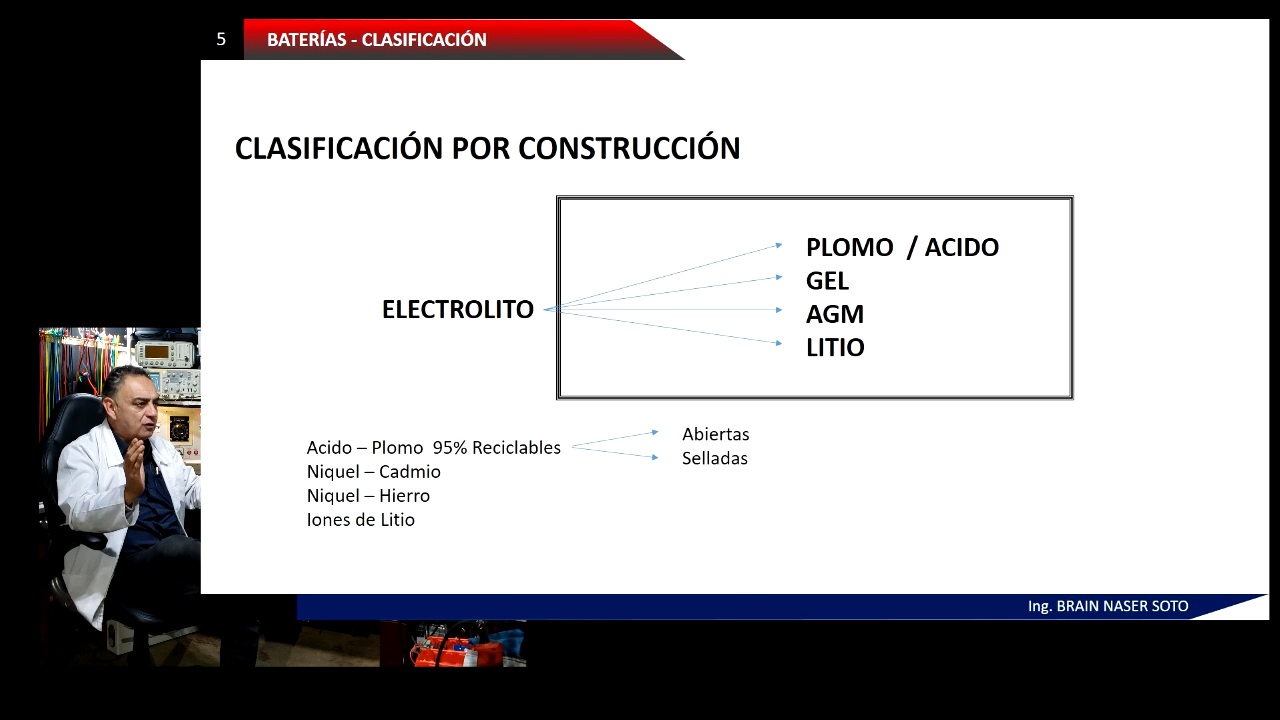 5
BATERÍAS - CLASIFICACIÓN
CLASIFICACIÓN POR CONSTRUCCIÓN
ELECTROLITO
PLOMO / ACIDO
GEL
AGM
LITIO
Acido – Plomo 95% Reciclables
Niquel – Cadmio
Niquel – Hierro
Iones de Litio
Abiertas
Selladas
Ing. BRAIN NASER SOTO